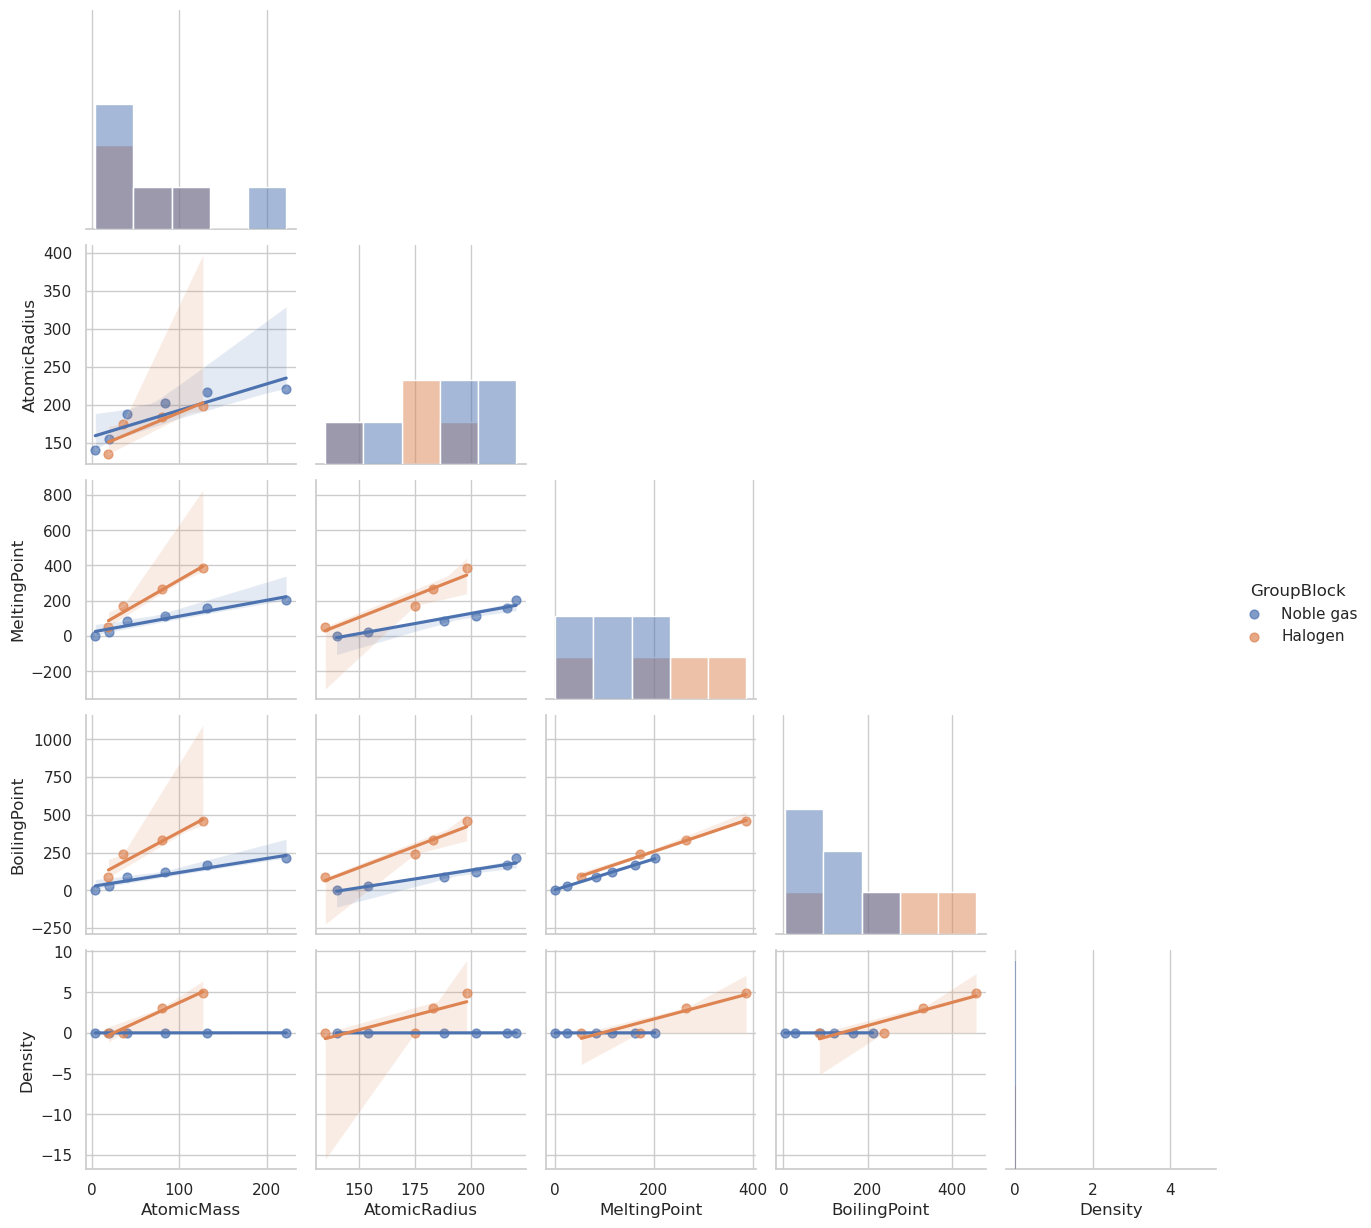 400
350
300
250
200
150
AtomicRadius
800
600
400
200
0
−200
MeltingPoint
GroupBlock
Noble gas
Halogen
1000
750
500
250
0
−250
BoilingPoint
10
5
0
−5
−10
−15
Density
0 100 200
150 175 200
0 200 400
0 200 400
0 2 4
AtomicMass AtomicRadius MeltingPoint BoilingPoint Density